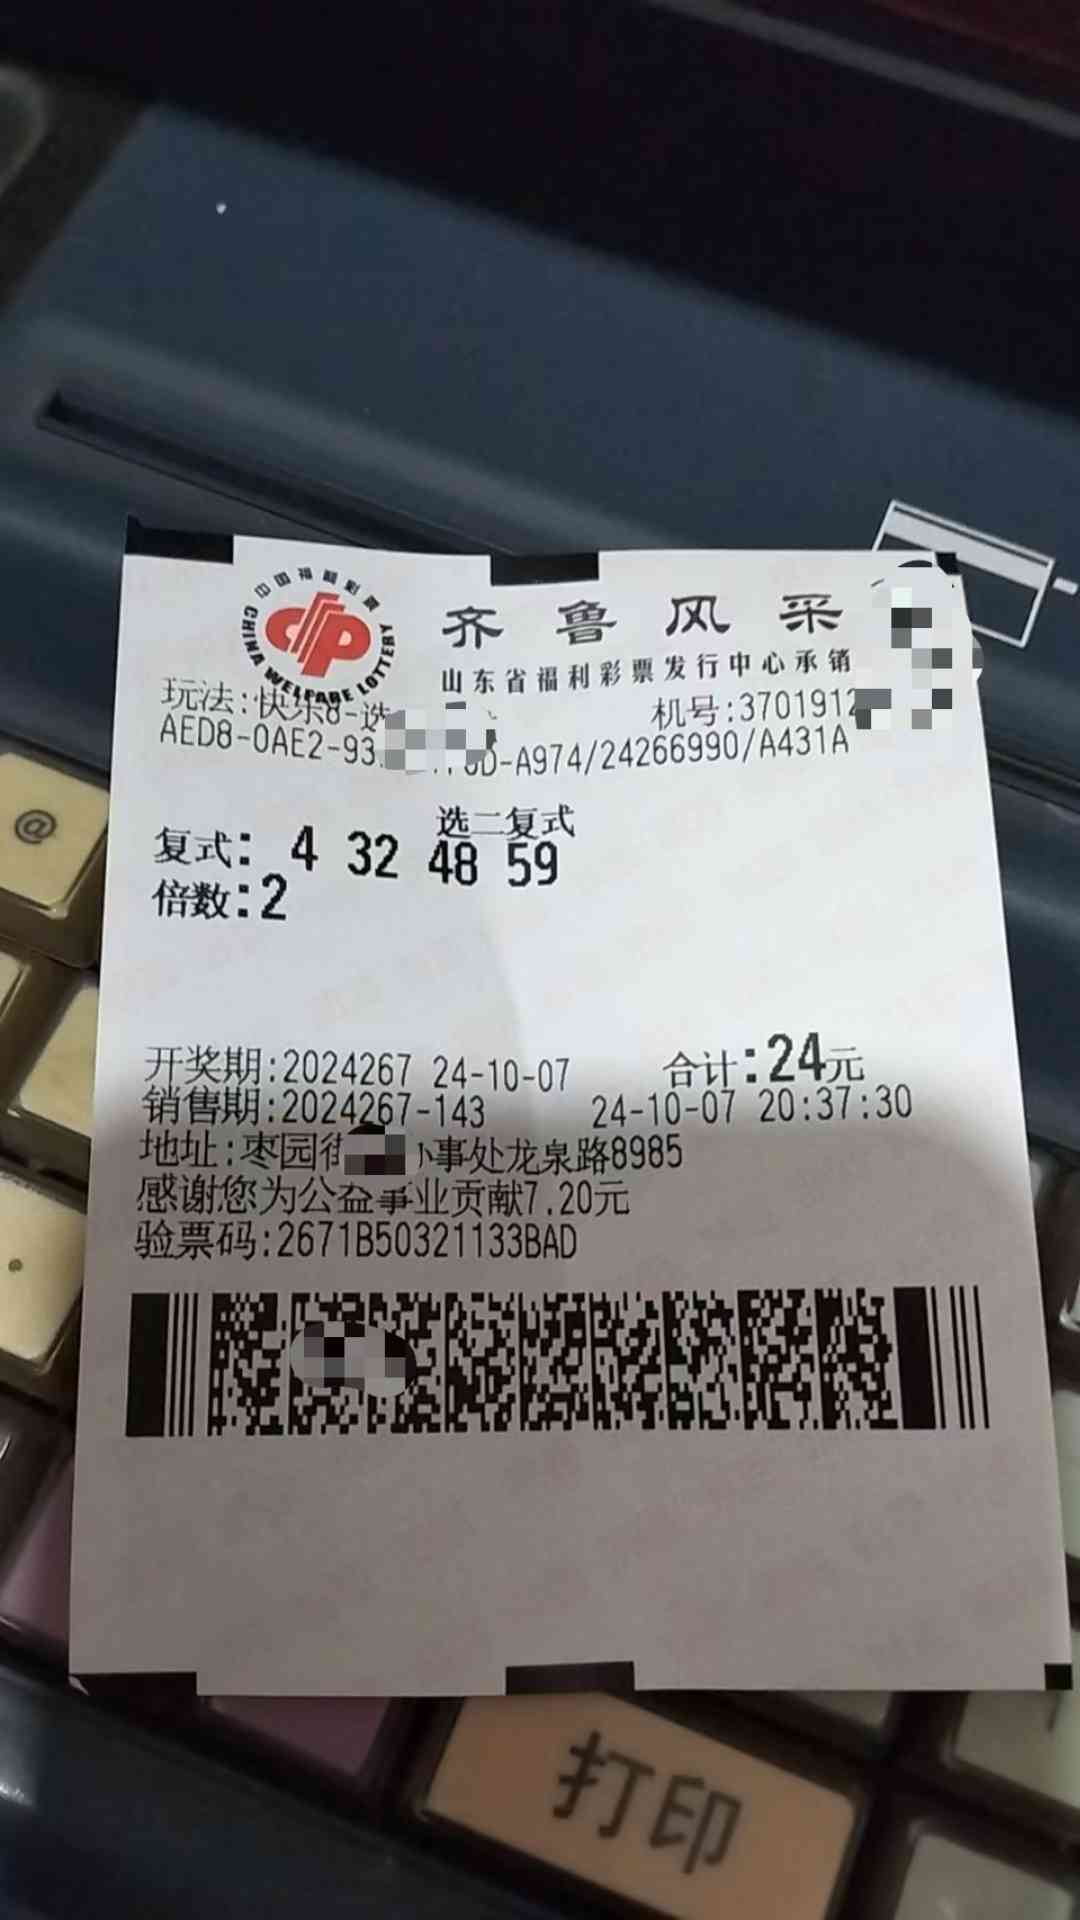 中国福利彩票
CHINA WELFARE LOTTERY
齐鲁风采
山东省福利彩票发行中心承销
玩法:快乐8-选
机号:3701912
AED8-0AE2-93 D-A974/24266990/A431A
选二复式
复式: 4 32 48 59
倍数:2
开奖期:2024267 24-10-07 合计:24元
销售期:2024267-143 24-10-07 20:37:30
地址:枣园街 办事处龙泉路8985
感谢您为公益事业贡献7.20元
验票码:2671B50321133BAD
@
打印